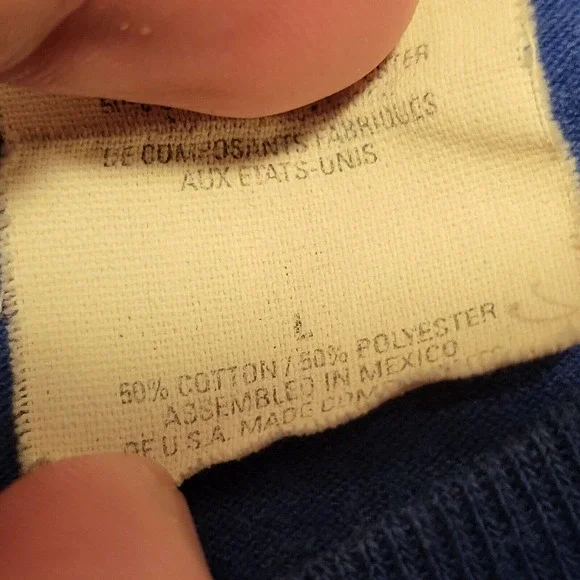 DE COMPOSANTS FABRIQUES
AUX ETATS-UNIS
L
50% COTTON / 50% POLYESTER
ASSEMBLED IN MEXICO
OF U.S.A. MADE